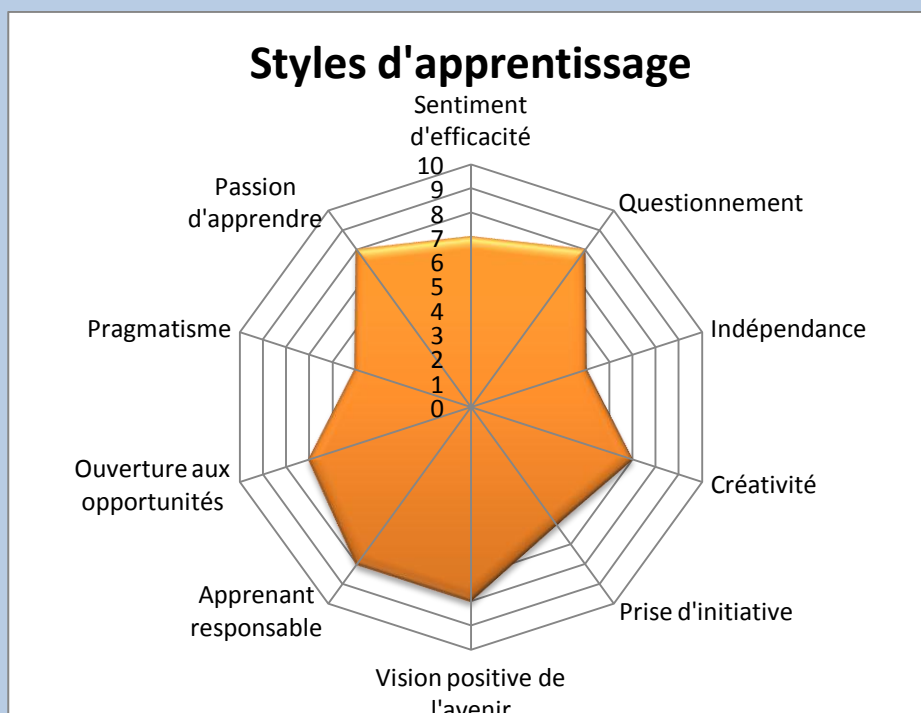 Styles d'apprentissage
Sentiment
d'efficacité
10
9
8
7
6
5
4
3
2
1
0
Questionnement
Indépendance
Créativité
Prise d'initiative
Vision positive de
l'avenir
Apprenant
responsable
Ouverture aux
opportunités
Pragmatisme
Passion
d'apprendre